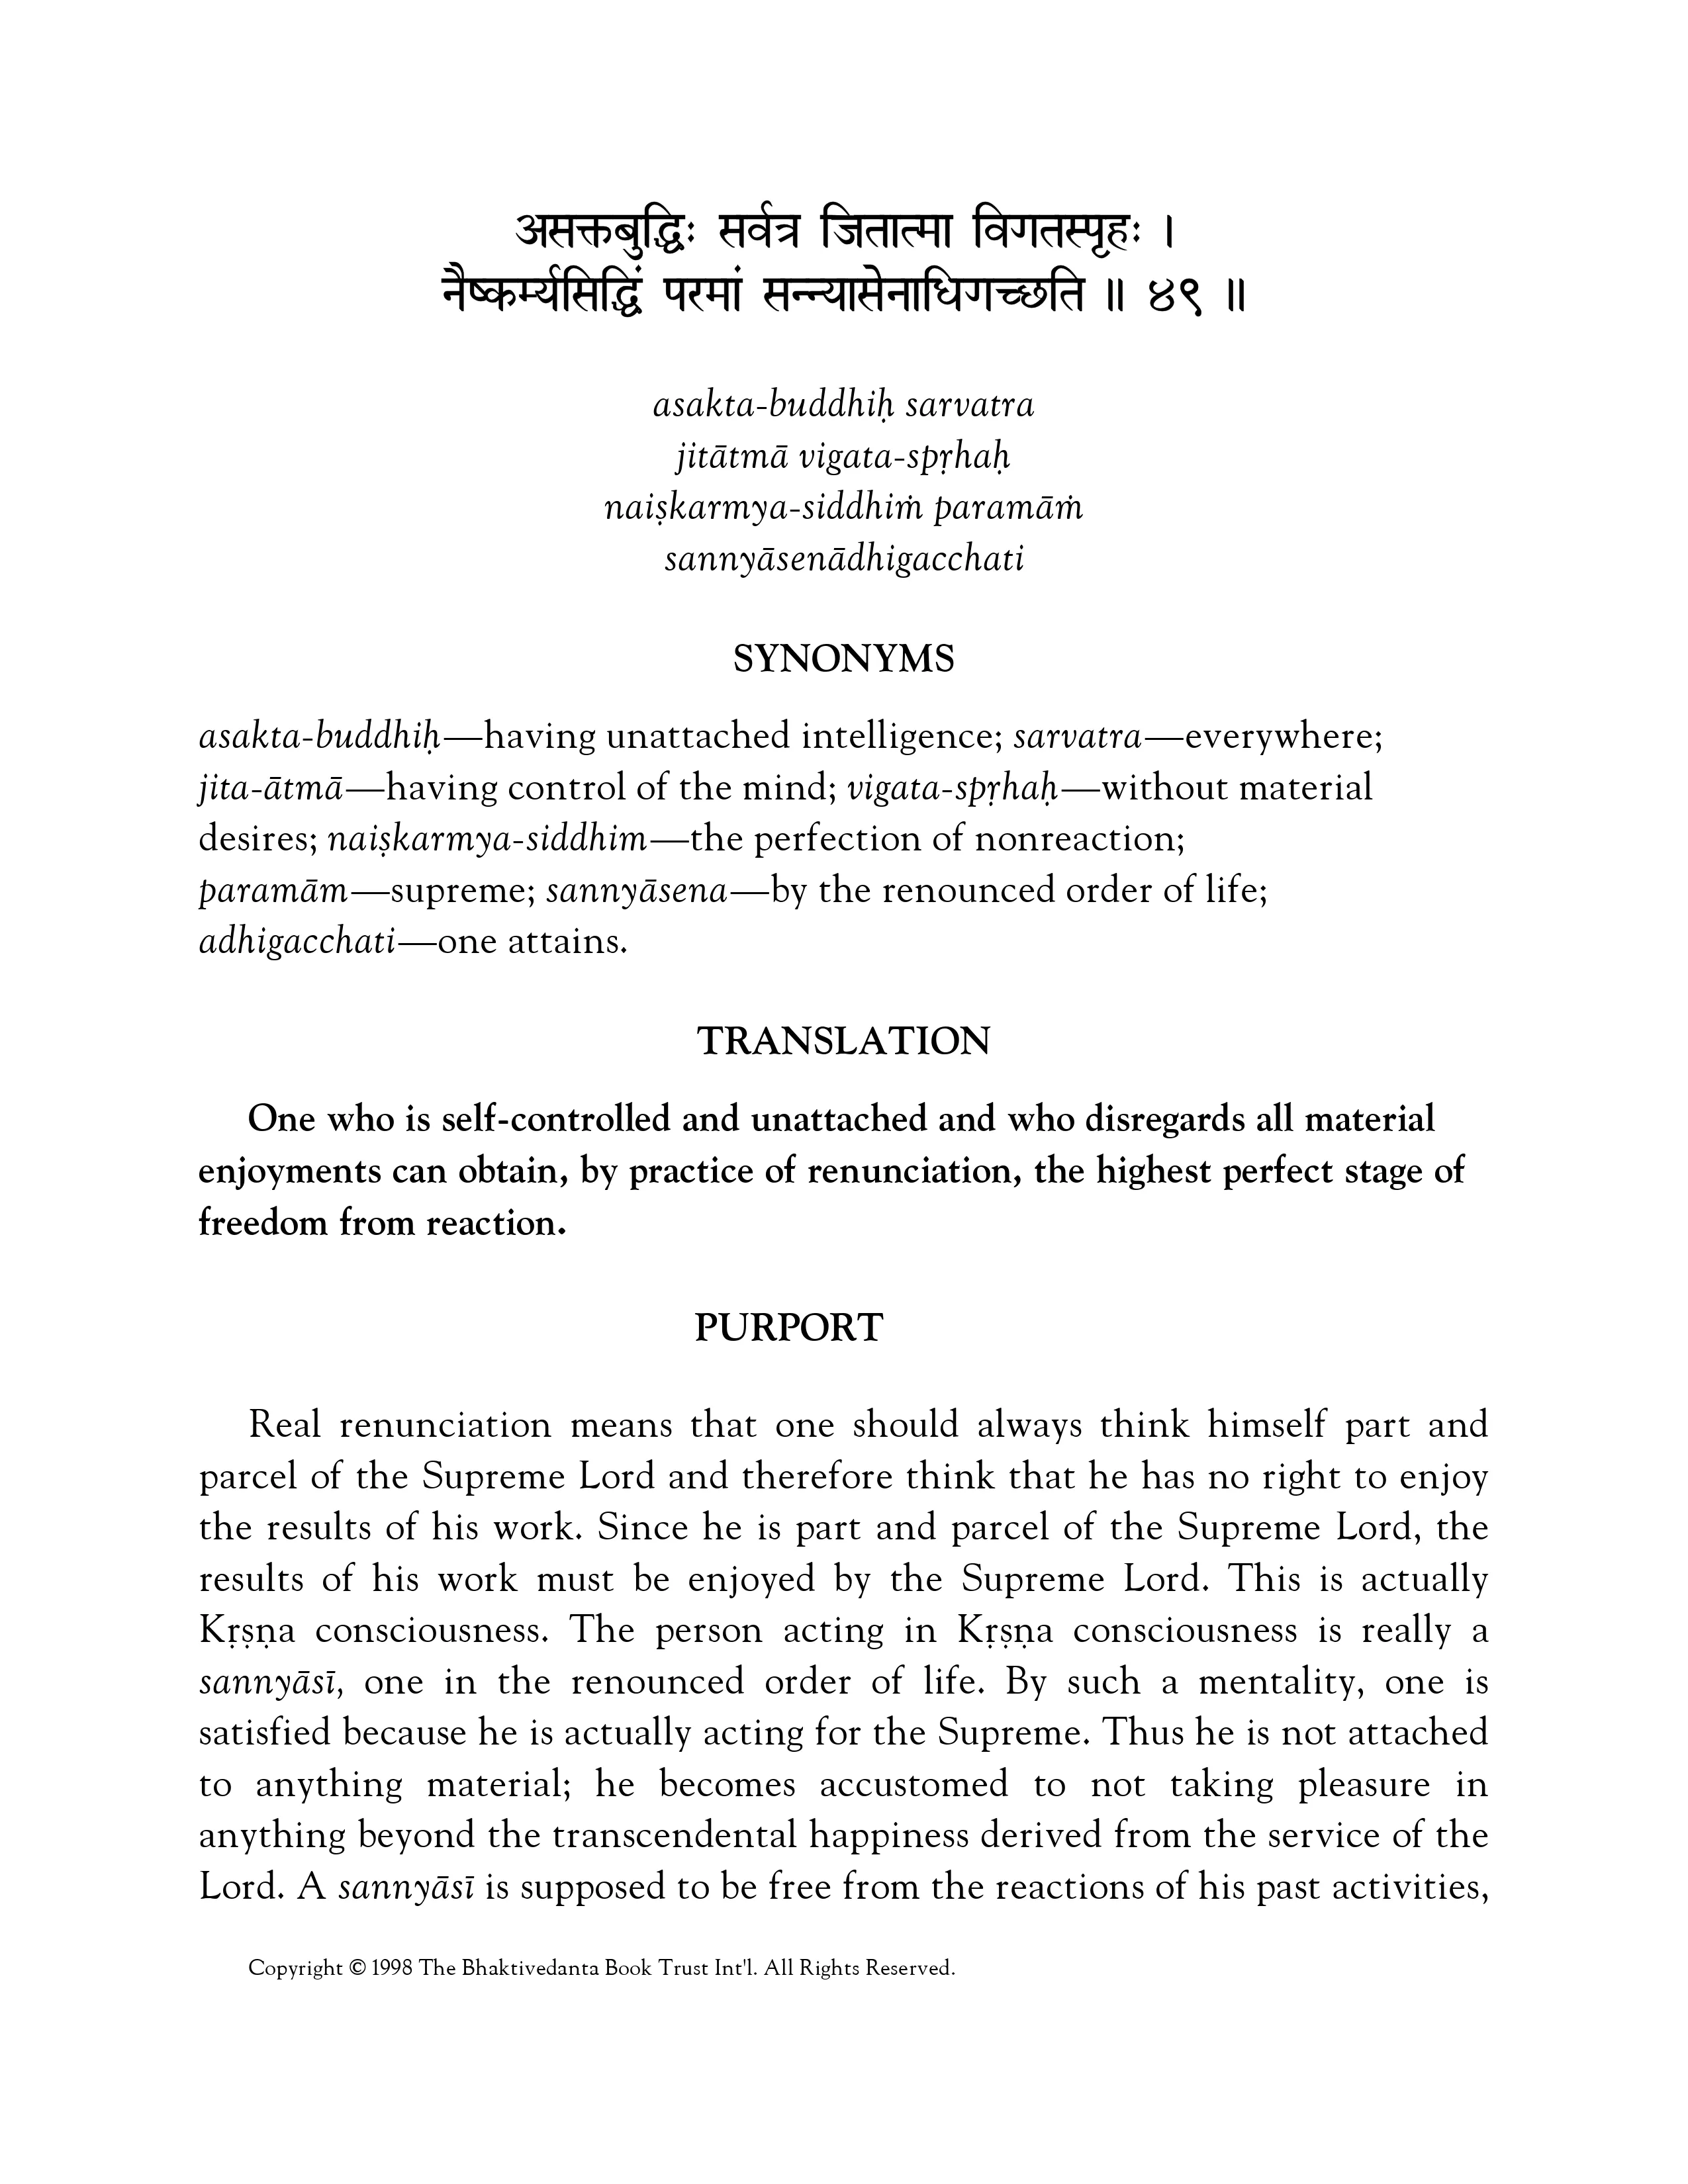 असक्तबुद्धिः सर्वत्र जितात्मा विगतस्पृहः ।
नैष्कर्म्यसिद्धिं परमां सन्न्यासेनाधिगच्छति ॥ ४९ ॥
asakta-buddhiḥ sarvatra
jitātmā vigata-spṛhaḥ
naiṣkarmya-siddhiṁ paramāṁ
sannyāsenādhigacchati
SYNONYMS
asakta-buddhiḥ—having unattached intelligence; sarvatra—everywhere;
jita-ātmā—having control of the mind; vigata-spṛhaḥ—without material
desires; naiṣkarmya-siddhim—the perfection of nonreaction;
paramām—supreme; sannyāsena—by the renounced order of life;
adhigacchati—one attains.
TRANSLATION
One who is self-controlled and unattached and who disregards all material
enjoyments can obtain, by practice of renunciation, the highest perfect stage of
freedom from reaction.
PURPORT
Real renunciation means that one should always think himself part and
parcel of the Supreme Lord and therefore think that he has no right to enjoy
the results of his work. Since he is part and parcel of the Supreme Lord, the
results of his work must be enjoyed by the Supreme Lord. This is actually
Kṛṣṇa consciousness. The person acting in Kṛṣṇa consciousness is really a
sannyāsī, one in the renounced order of life. By such a mentality, one is
satisfied because he is actually acting for the Supreme. Thus he is not attached
to anything material; he becomes accustomed to not taking pleasure in
anything beyond the transcendental happiness derived from the service of the
Lord. A sannyāsī is supposed to be free from the reactions of his past activities,
Copyright © 1998 The Bhaktivedanta Book Trust Int'l. All Rights Reserved.